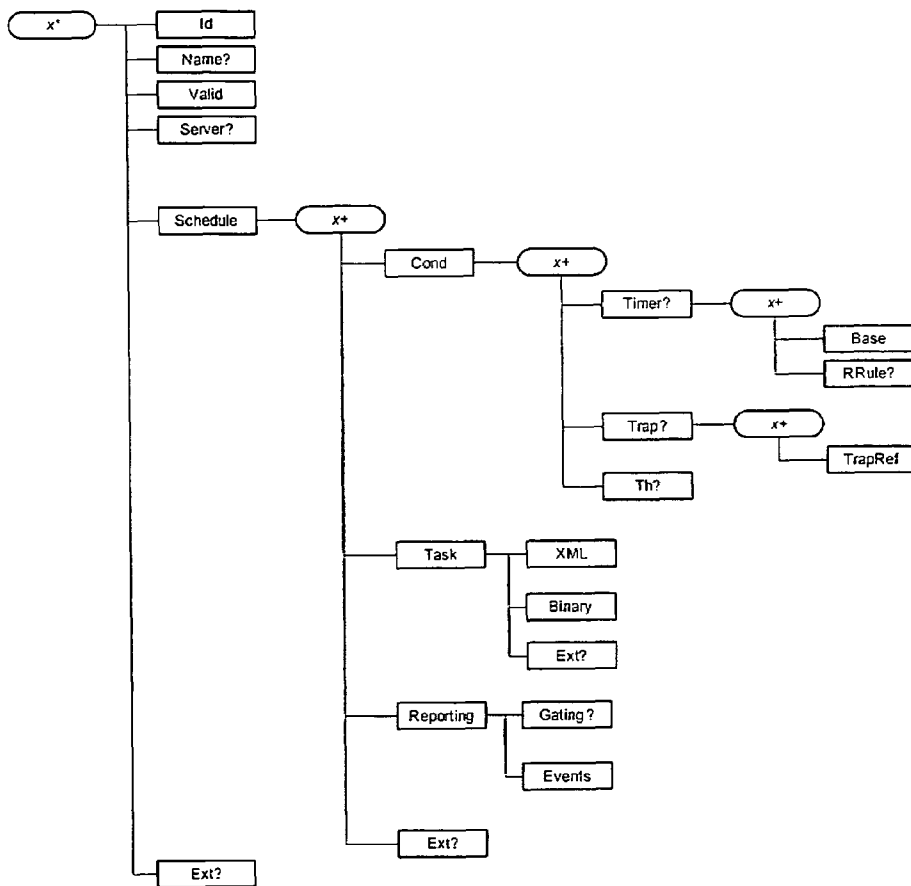 x*
Id
Name?
Valid
Server?
Schedule
x+
Cond
x+
Timer?
x+
Base
RRule?
Trap?
x+
TrapRef
Th?
Task
XML
Binary
Ext?
Reporting
Gating?
Events
Ext?
Ext?